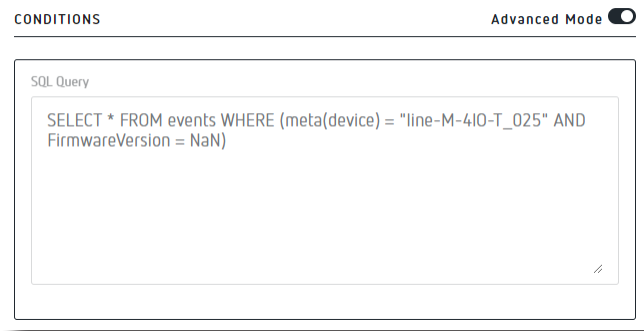 CONDITIONS
Advanced Mode
SQL Query
SELECT * FROM events WHERE (meta(device) = "line-M-4IO-T_025" AND
FirmwareVersion = NaN)